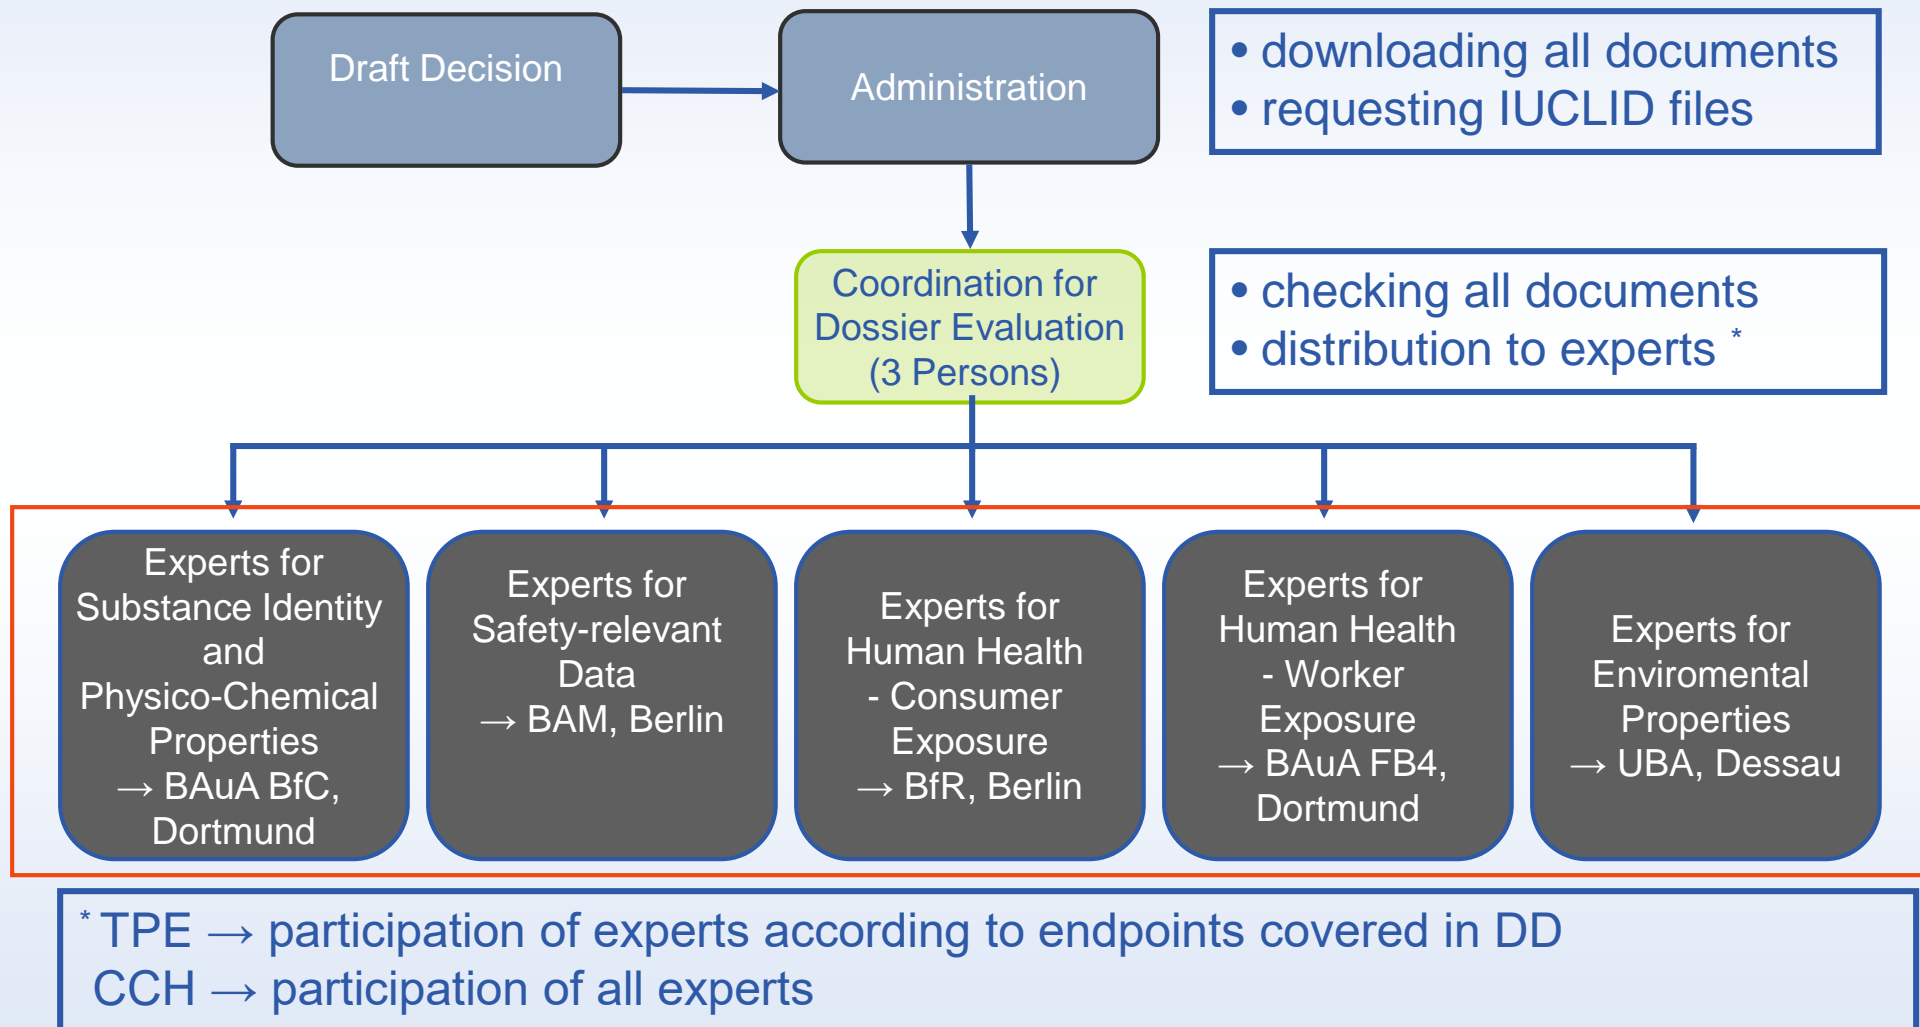 Draft Decision
Administration
• downloading all documents
• requesting IUCLID files
Coordination for
Dossier Evaluation
(3 Persons)
• checking all documents
• distribution to experts *
Experts for
Substance Identity
and
Physico-Chemical
Properties
→ BAuA BfC,
Dortmund
Experts for
Safety-relevant
Data
→ BAM, Berlin
Experts for
Human Health
- Consumer
Exposure
→ BfR, Berlin
Experts for
Human Health
- Worker
Exposure
→ BAuA FB4,
Dortmund
Experts for
Enviromental
Properties
→ UBA, Dessau
* TPE → participation of experts according to endpoints covered in DD
CCH → participation of all experts